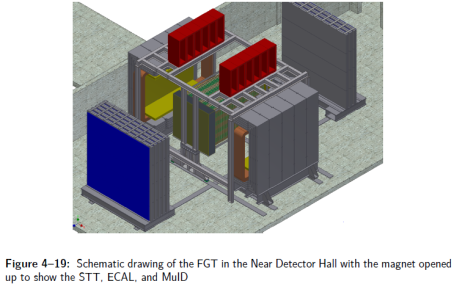 Figure 4–19: Schematic drawing of the FGT in the Near Detector Hall with the magnet opened
up to show the STT, ECAL, and MuID